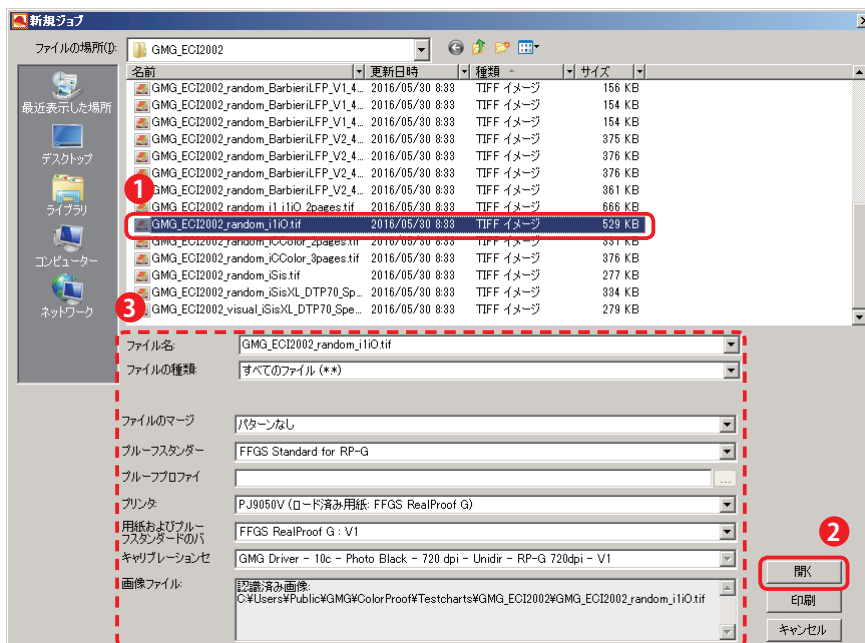 新規ジョブ
ファイルの場所(I): GMG_ECI2002
名前 更新日時 種類 サイズ
GMG_ECI2002_random_BarbieriLFP_V1_4... 2016/05/30 8:33 TIFF イメージ 156 KB
GMG_ECI2002_random_BarbieriLFP_V1_4... 2016/05/30 8:33 TIFF イメージ 154 KB
GMG_ECI2002_random_BarbieriLFP_V1_4... 2016/05/30 8:33 TIFF イメージ 154 KB
GMG_ECI2002_random_BarbieriLFP_V2_4... 2016/05/30 8:33 TIFF イメージ 375 KB
GMG_ECI2002_random_BarbieriLFP_V2_4... 2016/05/30 8:33 TIFF イメージ 376 KB
GMG_ECI2002_random_BarbieriLFP_V2_4... 2016/05/30 8:33 TIFF イメージ 376 KB
GMG_ECI2002_random_BarbieriLFP_V2_4... 2016/05/30 8:33 TIFF イメージ 361 KB
GMG_ECI2002_random_i1_i1iO_2pages.tif 2016/05/30 8:33 TIFF イメージ 666 KB
GMG_ECI2002_random_i1iO.tif 2016/05/30 8:33 TIFF イメージ 529 KB
GMG_ECI2002_random_iCColor_2pages.tif 2016/05/30 8:33 TIFF イメージ 331 KB
GMG_ECI2002_random_iCColor_3pages.tif 2016/05/30 8:33 TIFF イメージ 376 KB
GMG_ECI2002_random_iSis.tif 2016/05/30 8:33 TIFF イメージ 277 KB
GMG_ECI2002_random_iSisXL_DTP70_Sp... 2016/05/30 8:33 TIFF イメージ 334 KB
GMG_ECI2002_visual_iSisXL_DTP70_Spe... 2016/05/30 8:33 TIFF イメージ 279 KB
最近表示した場所
デスクトップ
ライブラリ
コンピューター
ネットワーク
1
3
ファイル名: GMG_ECI2002_random_i1iO.tif
ファイルの種類: すべてのファイル (*.*)
ファイルのマージ パターンなし
プルーフスタンダー FFGS Standard for RP-G
プルーフプロファイ ...
プリンタ: PJ9050V (ロード済み用紙: FFGS RealProof G)
用紙およびプルー
フスタンダードのバ FFGS RealProof G : V1
キャリブレーションセ GMG Driver - 10c - Photo Black - 720 dpi - Unidir - RP-G 720dpi - V1
画像ファイル: 認識済み画像:
C:¥Users¥Public¥GMG¥ColorProof¥Testcharts¥GMG_ECI2002¥GMG_ECI2002_random_i1iO.tif
2
開く
印刷
キャンセル